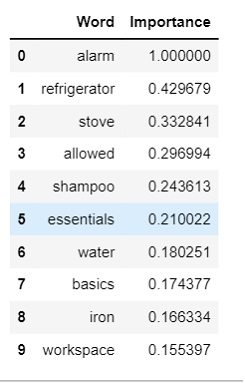 Word Importance
0 alarm 1.000000
1 refrigerator 0.429679
2 stove 0.332841
3 allowed 0.296994
4 shampoo 0.243613
5 essentials 0.210022
6 water 0.180251
7 basics 0.174377
8 iron 0.166334
9 workspace 0.155397